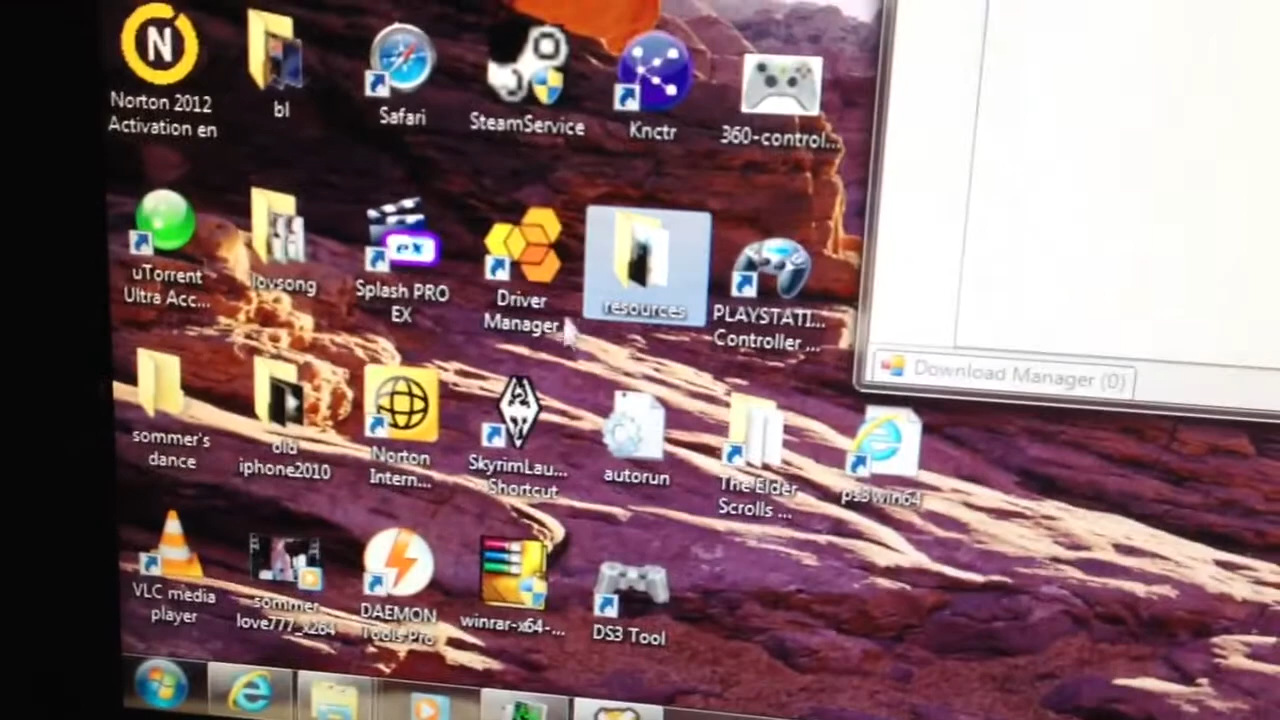 Norton 2012
Activation en
bl
Safari
SteamService
Knctr
360-control...
uTorrent
Ultra Acc...
lovsong
Splash PRO
EX
eX
Driver
Manager
resources
PLAYSTATI...
Controller ...
Download Manager (0)
sommer's
dance
old
iphone2010
Norton
Intern...
SkyrimLau...
Shortcut
autorun
The Elder
Scrolls ...
ps3win64
VLC media
player
sommer
love777_x264
DAEMON
Tools Pro
winrar-x64-...
DS3 Tool